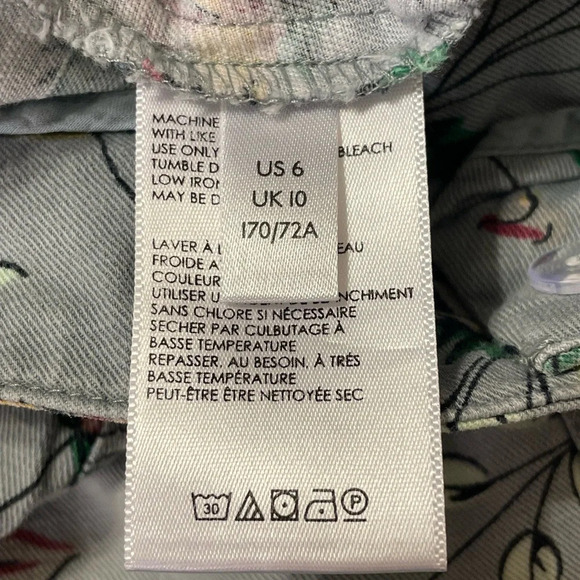 MACHINE
WITH LIKE
USE ONLY BLEACH
TUMBLE D
LOW IRON
MAY BE D
US 6
UK 10
170/72A
LAVER À L EAU
FROIDE A
COULEUR
UTILISER U NCHIMENT
SANS CHLORE SI NÉCESSAIRE
SECHER PAR CULBUTAGE À
BASSE TEMPERATURE
REPASSER, AU BESOIN, À TRÈS
BASSE TEMPÉRATURE
PEUT-ÊTRE ÊTRE NETTOYÉE SEC
30 P